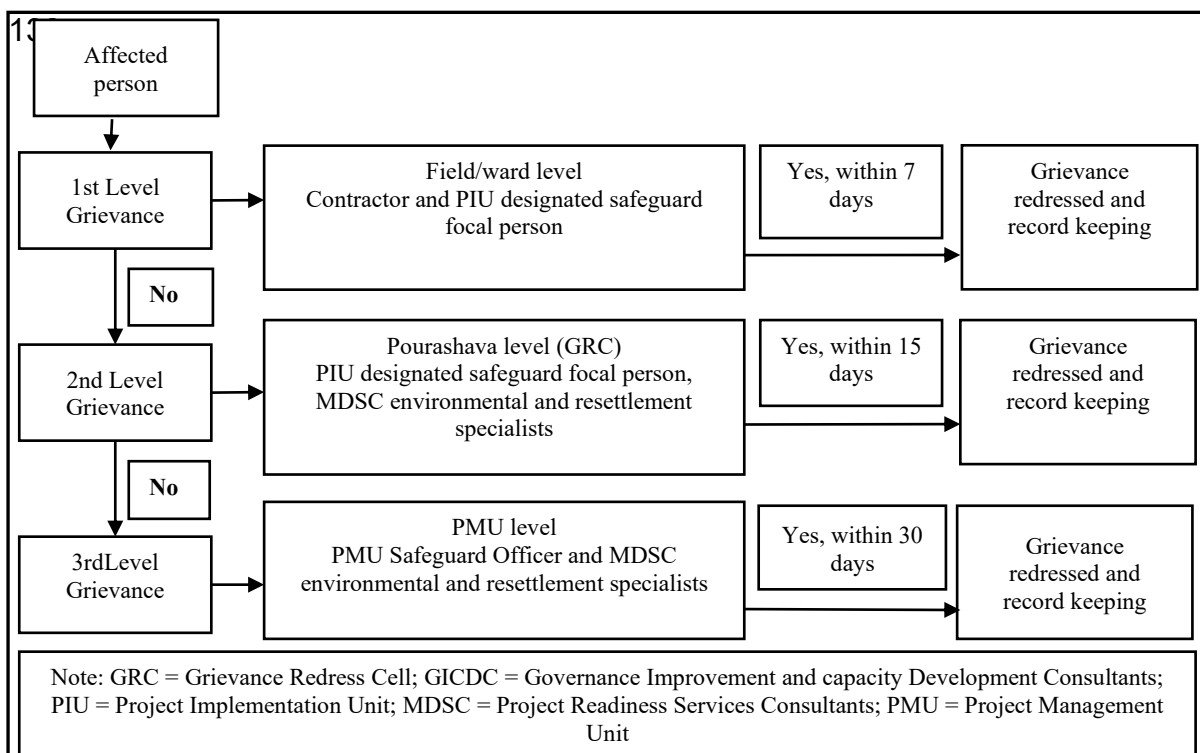 Affected
person
1st Level
Grievance
Field/ward level
Contractor and PIU designated safeguard
focal person
Yes, within 7
days
Grievance
redressed and
record keeping
No
2nd Level
Grievance
Pourashava level (GRC)
PIU designated safeguard focal person,
MDSC environmental and resettlement
specialists
Yes, within 15
days
Grievance
redressed and
record keeping
No
3rdLevel
Grievance
PMU level
PMU Safeguard Officer and MDSC
environmental and resettlement specialists
Yes, within 30
days
Grievance
redressed and
record keeping
Note: GRC = Grievance Redress Cell; GICDC = Governance Improvement and capacity Development Consultants;
PIU = Project Implementation Unit; MDSC = Project Readiness Services Consultants; PMU = Project Management
Unit